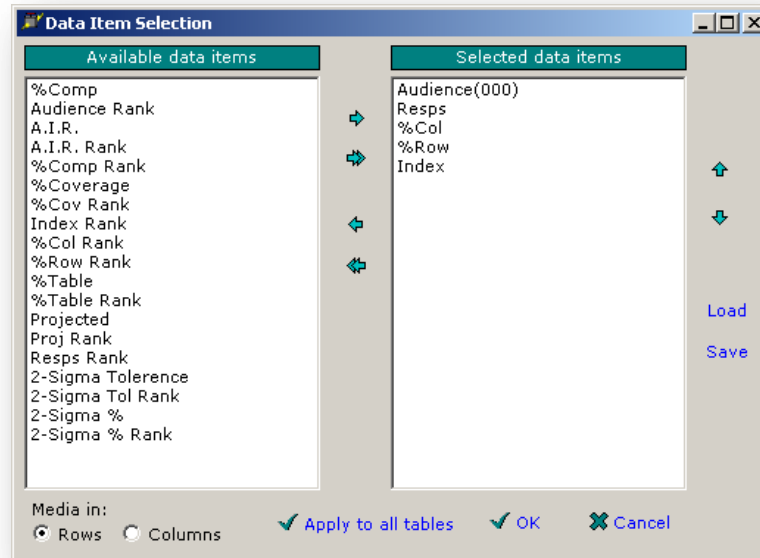 Data Item Selection
Available data items
%Comp
Audience Rank
A.I.R.
A.I.R. Rank
%Comp Rank
%Coverage
%Cov Rank
Index Rank
%Col Rank
%Row Rank
%Table
%Table Rank
Projected
Proj Rank
Resps Rank
2-Sigma Tolerence
2-Sigma Tol Rank
2-Sigma %
2-Sigma % Rank
Selected data items
Audience(000)
Resps
%Col
%Row
Index
Load
Save
Media in:
Rows Columns
Apply to all tables OK Cancel